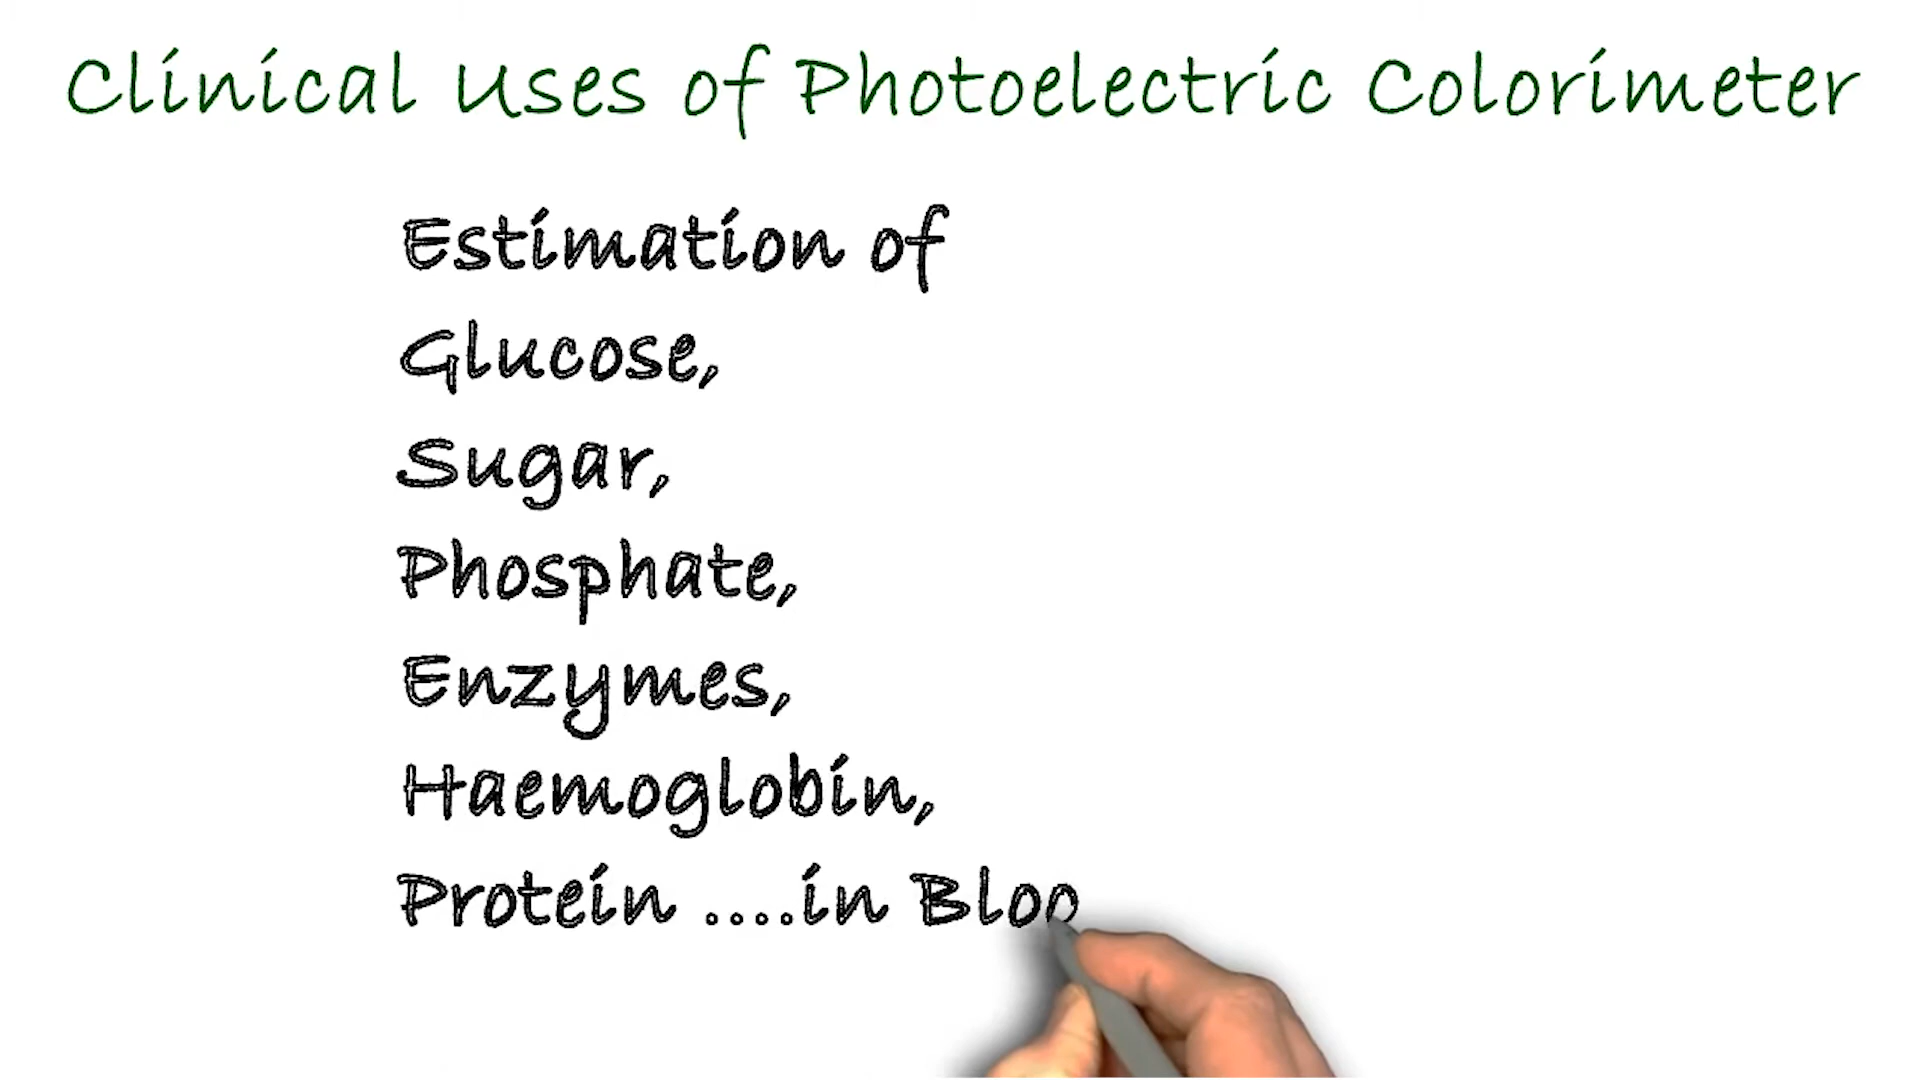 Clinical Uses of Photoelectric Colorimeter
Estimation of
Glucose,
Sugar,
Phosphate,
Enzymes,
Haemoglobin,
Protein ....in Bloo